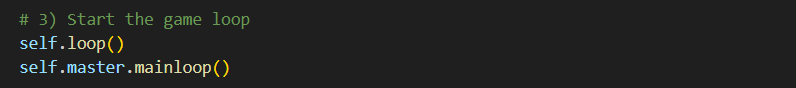 # 3) Start the game loop
self.loop()
self.master.mainloop()